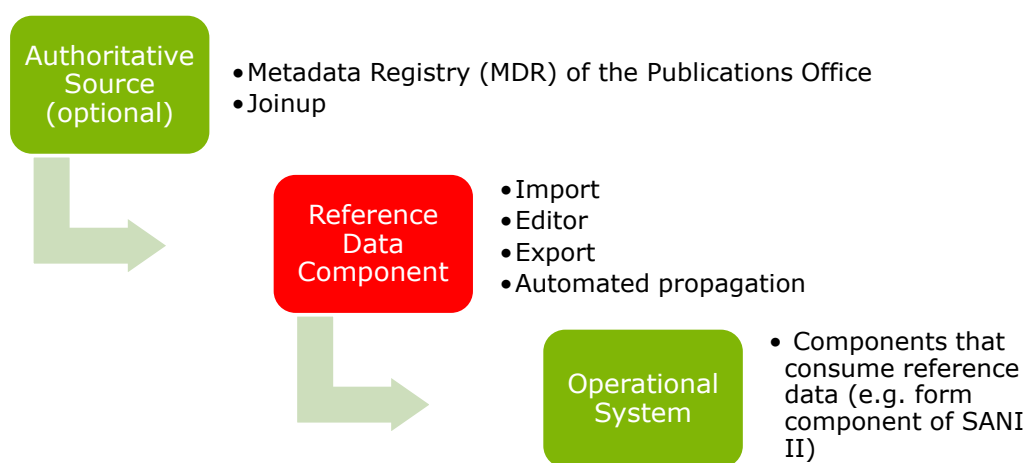 Authoritative
Source
(optional)
•Metadata Registry (MDR) of the Publications Office
•Joinup
Reference
Data
Component
•Import
•Editor
•Export
•Automated propagation
Operational
System
• Components that
consume reference
data (e.g. form
component of SANI
II)